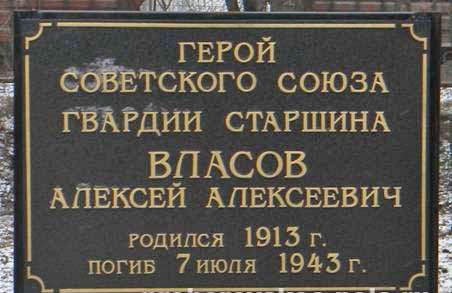 ГЕРОЙ
СОВЕТСКОГО СОЮЗА
ГВАРДИИ СТАРШИНА
ВЛАСОВ
АЛЕКСЕЙ АЛЕКСЕЕВИЧ
РОДИЛСЯ 1913 Г.
ПОГИБ 7 ИЮЛЯ 1943 Г.